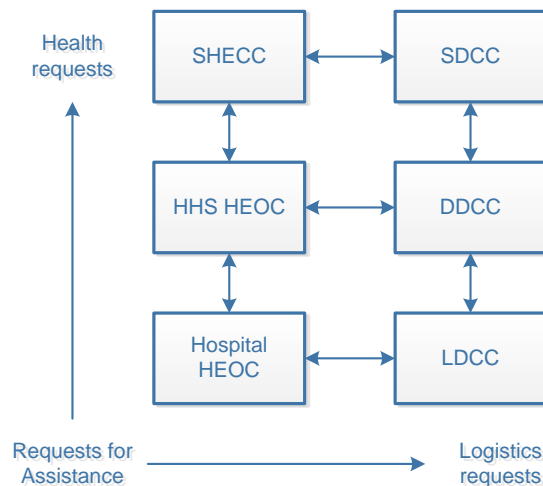 Health
requests
SHECC
SDCC
HHS HEOC
DDCC
Hospital
HEOC
LDCC
Requests for
Assistance
Logistics
requests